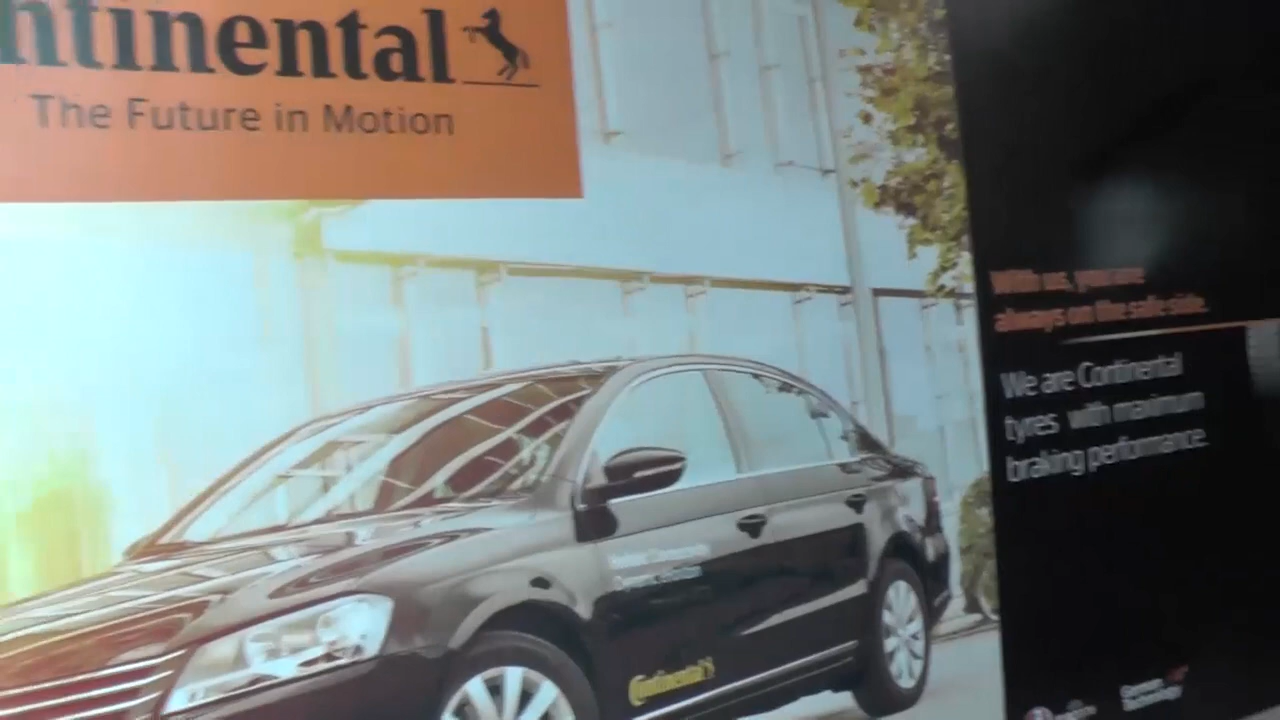 ntinental
The Future in Motion
With us, you are
always on the safe side.
We are Continental
tyres with maximum
braking performance.
Continental